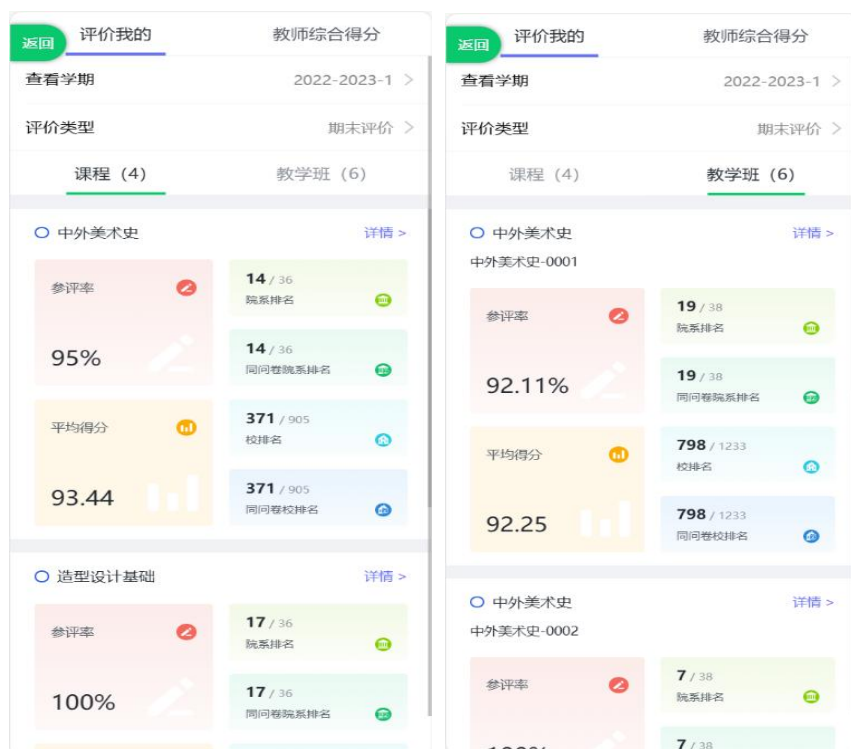 返回
评价我的
教师综合得分
查看学期
2022-2023-1 >
评价类型
期末评价 >
课程（4）
教学班（6）
中外美术史
详情 >
参评率
95%
14 / 36
院系排名
14 / 36
同问卷院系排名
平均得分
93.44
371 / 905
校排名
371 / 905
同问卷校排名
造型设计基础
详情 >
参评率
100%
17 / 36
院系排名
17 / 36
同问卷院系排名
返回
评价我的
教师综合得分
查看学期
2022-2023-1 >
评价类型
期末评价 >
课程（4）
教学班（6）
中外美术史
详情 >
中外美术史-0001
参评率
92.11%
19 / 38
院系排名
19 / 38
同问卷院系排名
平均得分
92.25
798 / 1233
校排名
798 / 1233
同问卷校排名
中外美术史
详情 >
中外美术史-0002
参评率
7 / 38
院系排名
7 / 38